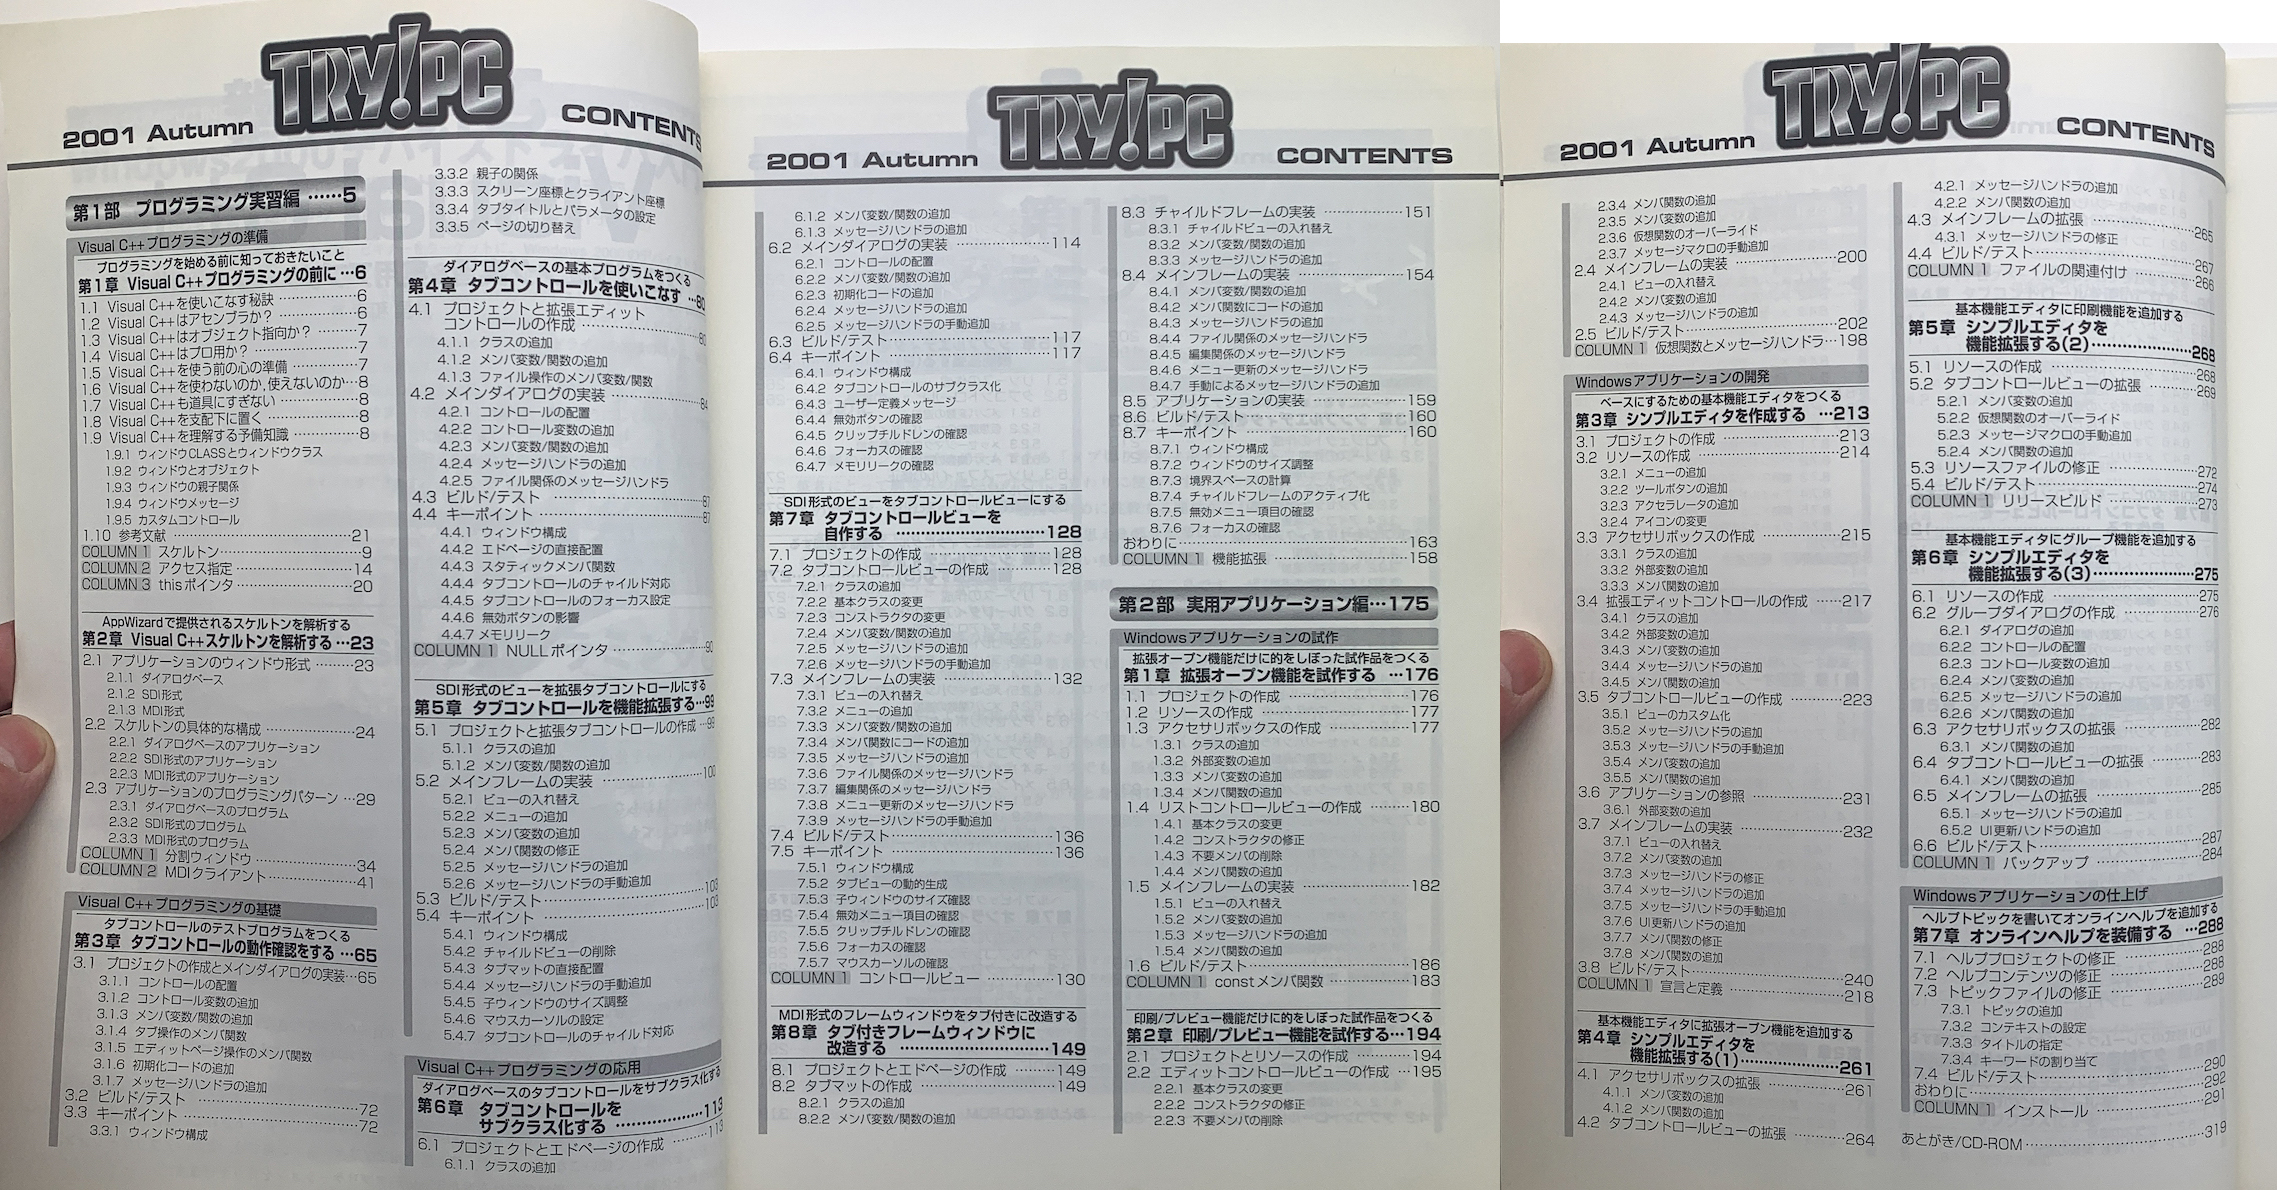 2001 Autumn TRY!PC CONTENTS
第1部 プログラミング実習編 ……5
Visual C++プログラミングの準備
プログラミングを始める前に知っておきたいこと
第1章 Visual C++プログラミングの前に …6
1.1 Visual C++を使いこなす秘訣 ……6
1.2 Visual C++はアセンブラか? ……6
1.3 Visual C++はオブジェクト指向か? ……7
1.4 Visual C++はプロ用か? ……7
1.5 Visual C++を使う前の心の準備 ……7
1.6 Visual C++を使わないのか,使えないのか…8
1.7 Visual C++も道具にすぎない ……8
1.8 Visual C++を支配下に置く ……8
1.9 Visual C++を理解する予備知識 ……8
1.9.1 ウィンドウCLASSとウィンドウクラス
1.9.2 ウィンドウとオブジェクト
1.9.3 ウィンドウの親子関係
1.9.4 ウィンドウメッセージ
1.9.5 カスタムコントロール
1.10 参考文献 ……21
COLUMN 1 スケルトン……9
COLUMN 2 アクセス指定 ……14
COLUMN 3 thisポインタ ……20
AppWizardで提供されるスケルトンを解析する
第2章 Visual C++スケルトンを解析する …23
2.1 アプリケーションのウィンドウ形式 ……23
2.1.1 ダイアログベース
2.1.2 SDI形式
2.1.3 MDI形式
2.2 スケルトンの具体的な構成 ……24
2.2.1 ダイアログベースのアプリケーション
2.2.2 SDI形式のアプリケーション
2.2.3 MDI形式のアプリケーション
2.3 アプリケーションのプログラミングパターン …29
2.3.1 ダイアログベースのプログラム
2.3.2 SDI形式のプログラム
2.3.3 MDI形式のプログラム
COLUMN 1 分割ウィンドウ ……34
COLUMN 2 MDIクライアント ……41
Visual C++プログラミングの基礎
タブコントロールのテストプログラムをつくる
第3章 タブコントロールの動作確認をする …65
3.1 プロジェクトの作成とメインダイアログの実装…65
3.1.1 コントロールの配置
3.1.2 コントロール変数の追加
3.1.3 メンバ変数/関数の追加
3.1.4 タブ操作のメンバ関数
3.1.5 エディットページ操作のメンバ関数
3.1.6 初期化コードの追加
3.1.7 メッセージハンドラの追加
3.2 ビルド/テスト ……72
3.3 キーポイント ……72
3.3.1 ウィンドウ構成
3.3.2 親子の関係
3.3.3 スクリーン座標とクライアント座標
3.3.4 タブタイトルとパラメータの設定
3.3.5 ページの切り替え
ダイアログベースの基本プログラムをつくる
第4章 タブコントロールを使いこなす …80
4.1 プロジェクトと拡張エディット
コントロールの作成 ……80
4.1.1 クラスの追加
4.1.2 メンバ変数/関数の追加
4.1.3 ファイル操作のメンバ変数/関数
4.2 メインダイアログの実装 ……84
4.2.1 コントロールの配置
4.2.2 コントロール変数の追加
4.2.3 メンバ変数/関数の追加
4.2.4 メッセージハンドラの追加
4.2.5 ファイル関係のメッセージハンドラ
4.3 ビルド/テスト ……87
4.4 キーポイント ……87
4.4.1 ウィンドウ構成
4.4.2 エドページの直接配置
4.4.3 スタティックメンバ関数
4.4.4 タブコントロールのチャイルド対応
4.4.5 タブコントロールのフォーカス設定
4.4.6 無効ボタンの影響
4.4.7 メモリリーク
COLUMN 1 NULLポインタ ……90
SDI形式のビューを拡張タブコントロールにする
第5章 タブコントロールを機能拡張する…99
5.1 プロジェクトと拡張タブコントロールの作成 …99
5.1.1 クラスの追加
5.1.2 メンバ変数/関数の追加
5.2 メインフレームの実装 ……100
5.2.1 ビューの入れ替え
5.2.2 メニューの追加
5.2.3 メンバ変数の追加
5.2.4 メンバ関数の修正
5.2.5 メッセージハンドラの追加
5.2.6 メッセージハンドラの手動追加
5.3 ビルド/テスト……103
5.4 キーポイント ……103
5.4.1 ウィンドウ構成
5.4.2 チャイルドビューの削除
5.4.3 タブマットの直接配置
5.4.4 メッセージハンドラの手動追加
5.4.5 子ウィンドウのサイズ調整
5.4.6 マウスカーソルの設定
5.4.7 タブコントロールのチャイルド対応
Visual C++プログラミングの応用
ダイアログベースのタブコントロールをサブクラス化する
第6章 タブコントロールを
サブクラス化する ……113
6.1 プロジェクトとエドページの作成 ……113
6.1.1 クラスの追加
2001 Autumn TRY!PC CONTENTS
6.1.2 メンバ変数/関数の追加
6.1.3 メッセージハンドラの追加
6.2 メインダイアログの実装 ……114
6.2.1 コントロールの配置
6.2.2 メンバ変数/関数の追加
6.2.3 初期化コードの追加
6.2.4 メッセージハンドラの追加
6.2.5 メッセージハンドラの手動追加
6.3 ビルド/テスト……117
6.4 キーポイント ……117
6.4.1 ウィンドウ構成
6.4.2 タブコントロールのサブクラス化
6.4.3 ユーザー定義メッセージ
6.4.4 無効ボタンの確認
6.4.5 クリップチルドレンの確認
6.4.6 フォーカスの確認
6.4.7 メモリリークの確認
SDI形式のビューをタブコントロールビューにする
第7章 タブコントロールビューを
自作する ……128
7.1 プロジェクトの作成 ……128
7.2 タブコントロールビューの作成 ……128
7.2.1 クラスの追加
7.2.2 基本クラスの変更
7.2.3 コンストラクタの変更
7.2.4 メンバ変数/関数の追加
7.2.5 メッセージハンドラの追加
7.2.6 メッセージハンドラの手動追加
7.3 メインフレームの実装 ……132
7.3.1 ビューの入れ替え
7.3.2 メニューの追加
7.3.3 メンバ変数/関数の追加
7.3.4 メンバ関数にコードの追加
7.3.5 メッセージハンドラの追加
7.3.6 ファイル関係のメッセージハンドラ
7.3.7 編集関係のメッセージハンドラ
7.3.8 メニュー更新のメッセージハンドラ
7.3.9 メッセージハンドラの手動追加
7.4 ビルド/テスト……136
7.5 キーポイント ……136
7.5.1 ウィンドウ構成
7.5.2 タブビューの動的生成
7.5.3 子ウィンドウのサイズ確認
7.5.4 無効メニュー項目の確認
7.5.5 クリップチルドレンの確認
7.5.6 フォーカスの確認
7.5.7 マウスカーソルの確認
COLUMN 1 コントロールビュー ……130
MDI形式のフレームウィンドウをタブ付きに改造する
第8章 タブ付きフレームウィンドウに
改造する ……149
8.1 プロジェクトとエドページの作成 ……149
8.2 タブマットの作成 ……149
8.2.1 クラスの追加
8.2.2 メンバ変数/関数の追加
8.3 チャイルドフレームの実装 ……151
8.3.1 チャイルドビューの入れ替え
8.3.2 メンバ変数/関数の追加
8.3.3 メッセージハンドラの追加
8.4 メインフレームの実装 ……154
8.4.1 メンバ変数/関数の追加
8.4.2 メンバ関数にコードの追加
8.4.3 メッセージハンドラの追加
8.4.4 ファイル関係のメッセージハンドラ
8.4.5 編集関係のメッセージハンドラ
8.4.6 メニュー更新のメッセージハンドラ
8.4.7 手動によるメッセージハンドラの追加
8.5 アプリケーションの実装 ……159
8.6 ビルド/テスト……160
8.7 キーポイント ……160
8.7.1 ウィンドウ構成
8.7.2 ウィンドウのサイズ調整
8.7.3 境界スペースの計算
8.7.4 チャイルドフレームのアクティブ化
8.7.5 無効メニュー項目の確認
8.7.6 フォーカスの確認
おわりに……163
COLUMN 1 機能拡張 ……158
第2部 実用アプリケーション編…175
Windowsアプリケーションの試作
拡張オープン機能だけに的をしぼった試作品をつくる
第1章 拡張オープン機能を試作する …176
1.1 プロジェクトの作成 ……176
1.2 リソースの作成 ……177
1.3 アクセサリボックスの作成 ……177
1.3.1 クラスの追加
1.3.2 外部変数の追加
1.3.3 メンバ変数の追加
1.3.4 メンバ関数の追加
1.4 リストコントロールビューの作成 ……180
1.4.1 基本クラスの変更
1.4.2 コンストラクタの修正
1.4.3 不要メンバの削除
1.4.4 メンバ関数の追加
1.5 メインフレームの実装 ……182
1.5.1 ビューの入れ替え
1.5.2 メンバ変数の追加
1.5.3 メッセージハンドラの追加
1.5.4 メンバ関数の追加
1.6 ビルド/テスト……186
COLUMN 1 constメンバ関数 ……183
印刷/プレビュー機能だけに的をしぼった試作品をつくる
第2章 印刷/プレビュー機能を試作する…194
2.1 プロジェクトとリソースの作成 ……194
2.2 エディットコントロールビューの作成 ……195
2.2.1 基本クラスの変更
2.2.2 コンストラクタの修正
2.2.3 不要メンバの削除
2001 Autumn TRY!PC CONTENTS
2.3.4 メンバ関数の追加
2.3.5 メンバ変数の追加
2.3.6 仮想関数のオーバーライド
2.3.7 メッセージマクロの手動追加
2.4 メインフレームの実装 ……200
2.4.1 ビューの入れ替え
2.4.2 メンバ変数の追加
2.4.3 メッセージハンドラの追加
2.5 ビルド/テスト……202
COLUMN 1 仮想関数とメッセージハンドラ…198
Windowsアプリケーションの開発
ベースにするための基本機能エディタをつくる
第3章 シンプルエディタを作成する …213
3.1 プロジェクトの作成 ……213
3.2 リソースの作成 ……214
3.2.1 メニューの追加
3.2.2 ツールボタンの追加
3.2.3 アクセラレータの追加
3.2.4 アイコンの変更
3.3 アクセサリボックスの作成 ……215
3.3.1 クラスの追加
3.3.2 外部変数の追加
3.3.3 メンバ関数の追加
3.4 拡張エディットコントロールの作成 ……217
3.4.1 クラスの追加
3.4.2 外部変数の追加
3.4.3 メンバ変数の追加
3.4.4 メッセージハンドラの追加
3.4.5 メンバ関数の追加
3.5 タブコントロールビューの作成 ……223
3.5.1 ビューのカスタム化
3.5.2 メッセージハンドラの追加
3.5.3 メッセージハンドラの手動追加
3.5.4 メンバ変数の追加
3.5.5 メンバ関数の追加
3.6 アプリケーションの参照 ……231
3.6.1 外部変数の追加
3.7 メインフレームの実装 ……232
3.7.1 ビューの入れ替え
3.7.2 メンバ変数の追加
3.7.3 メッセージハンドラの修正
3.7.4 メッセージハンドラの追加
3.7.5 メッセージハンドラの手動追加
3.7.6 UI更新ハンドラの追加
3.7.7 メンバ関数の修正
3.7.8 メンバ関数の追加
3.8 ビルド/テスト……240
COLUMN 1 宣言と定義 ……218
基本機能エディタに拡張オープン機能を追加する
第4章 シンプルエディタを
機能拡張する(1)……261
4.1 アクセサリボックスの拡張 ……261
4.1.1 メンバ変数の追加
4.1.2 メンバ関数の追加
4.2 タブコントロールビューの拡張 ……264
4.2.1 メッセージハンドラの追加
4.2.2 メンバ関数の追加
4.3 メインフレームの拡張 ……265
4.3.1 メッセージハンドラの修正
4.4 ビルド/テスト……267
COLUMN 1 ファイルの関連付け ……266
基本機能エディタに印刷機能を追加する
第5章 シンプルエディタを
機能拡張する(2)……268
5.1 リソースの作成 ……268
5.2 タブコントロールビューの拡張 ……269
5.2.1 メンバ変数の追加
5.2.2 仮想関数のオーバーライド
5.2.3 メッセージマクロの手動追加
5.2.4 メンバ関数の追加
5.3 リソースファイルの修正 ……272
5.4 ビルド/テスト……274
COLUMN 1 リリースビルド ……273
基本機能エディタにグループ機能を追加する
第6章 シンプルエディタを
機能拡張する(3)……275
6.1 リソースの作成 ……275
6.2 グループダイアログの作成 ……276
6.2.1 ダイアログの追加
6.2.2 コントロールの配置
6.2.3 コントロール変数の追加
6.2.4 メンバ変数の追加
6.2.5 メッセージハンドラの追加
6.2.6 メンバ関数の追加
6.3 アクセサリボックスの拡張 ……282
6.3.1 メンバ関数の追加
6.4 タブコントロールビューの拡張 ……283
6.4.1 メンバ関数の追加
6.5 メインフレームの拡張 ……285
6.5.1 メッセージハンドラの追加
6.5.2 UI更新ハンドラの追加
6.6 ビルド/テスト……287
COLUMN 1 バックアップ ……284
Windowsアプリケーションの仕上げ
ヘルプトピックを書いてオンラインヘルプを追加する
第7章 オンラインヘルプを装備する …288
7.1 ヘルププロジェクトの修正 ……288
7.2 ヘルプコンテンツの修正 ……288
7.3 トピックファイルの修正 ……289
7.3.1 トピックの追加
7.3.2 コンテキストの設定
7.3.3 タイトルの指定
7.3.4 キーワードの割り当て
7.4 ビルド/テスト……290
おわりに……292
COLUMN 1 インストール ……291
あとがき/CD-ROM……319